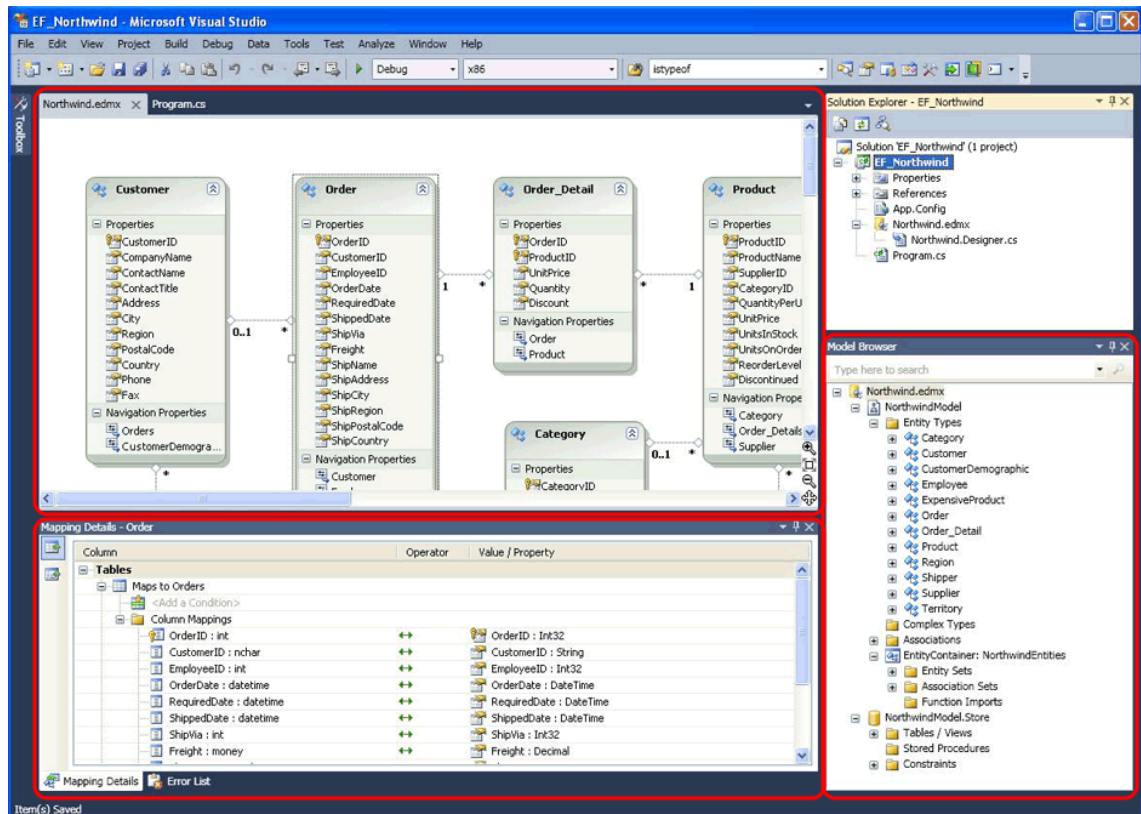 EF_Northwind - Microsoft Visual Studio
File Edit View Project Build Debug Data Tools Test Analyze Window Help
Debug x86 istypeof
Toolbox
Northwind.edmx Program.cs
Customer
Properties
CustomerID
CompanyName
ContactName
ContactTitle
Address
City
Region
PostalCode
Country
Phone
Fax
Navigation Properties
Orders
CustomerDemogra...
*
0..1 *
Order
Properties
OrderID
CustomerID
EmployeeID
OrderDate
RequiredDate
ShippedDate
ShipVia
Freight
ShipName
ShipAddress
ShipCity
ShipRegion
ShipPostalCode
ShipCountry
Navigation Properties
Customer
1 *
Order_Detail
Properties
OrderID
ProductID
UnitPrice
Quantity
Discount
Navigation Properties
Order
Product
* 1
Category
Properties
CategoryID
0..1 *
Product
Properties
ProductID
ProductName
SupplierID
CategoryID
QuantityPerU
UnitPrice
UnitsInStock
UnitsOnOrder
ReorderLevel
Discontinued
Navigation Prope
Category
Order_Details
Supplier
*
Mapping Details - Order
Column Operator Value / Property
Tables
Maps to Orders
<Add a Condition>
Column Mappings
OrderID : int OrderID : Int32
CustomerID : nchar CustomerID : String
EmployeeID : int EmployeeID : Int32
OrderDate : datetime OrderDate : DateTime
RequiredDate : datetime RequiredDate : DateTime
ShippedDate : datetime ShippedDate : DateTime
ShipVia : int ShipVia : Int32
Freight : money Freight : Decimal
Mapping Details Error List
Item(s) Saved
Solution Explorer - EF_Northwind
Solution 'EF_Northwind' (1 project)
EF_Northwind
Properties
References
App.Config
Northwind.edmx
Northwind.Designer.cs
Program.cs
Model Browser
Type here to search
Northwind.edmx
NorthwindModel
Entity Types
Category
Customer
CustomerDemographic
Employee
ExpensiveProduct
Order
Order_Detail
Product
Region
Shipper
Supplier
Territory
Complex Types
Associations
EntityContainer: NorthwindEntities
Entity Sets
Association Sets
Function Imports
NorthwindModel.Store
Tables / Views
Stored Procedures
Constraints